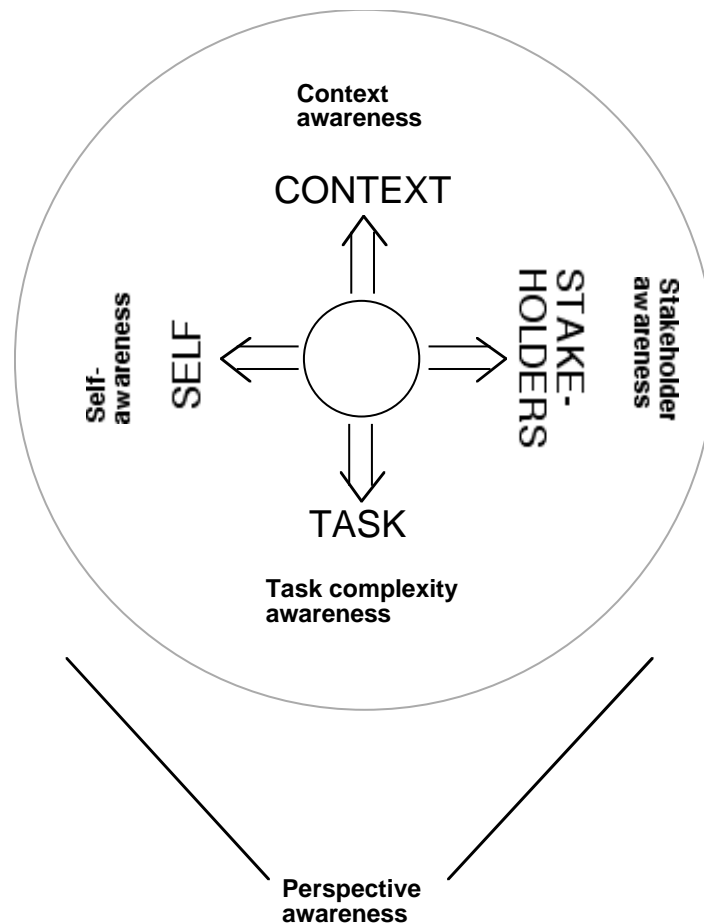 Context
awareness
CONTEXT
Self-
awareness
SELF
STAKE-
HOLDERS
Stakeholder
awareness
TASK
Task complexity
awareness
Perspective
awareness